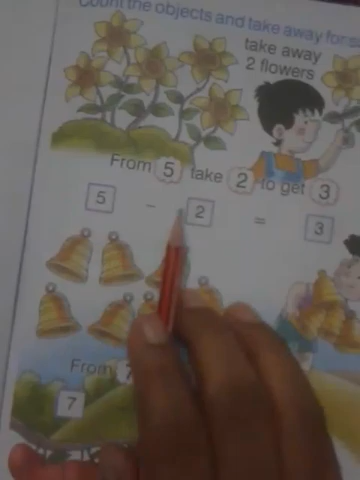 Count the objects and take away for
take away
2 flowers
From 5 take 2 to get 3
5 - 2 = 3
From 7
7